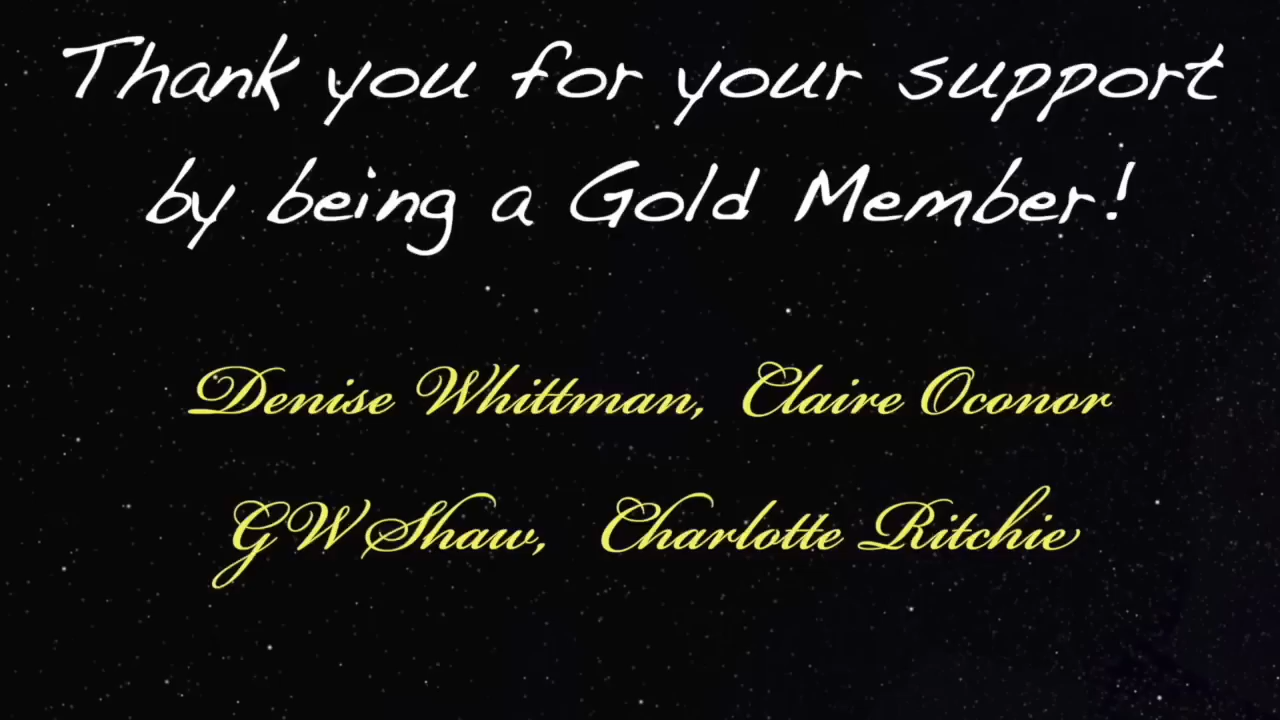 Thank you for your support
by being a Gold Member!
Denise Whittman, Claire Oconor
GW Shaw, Charlotte Ritchie